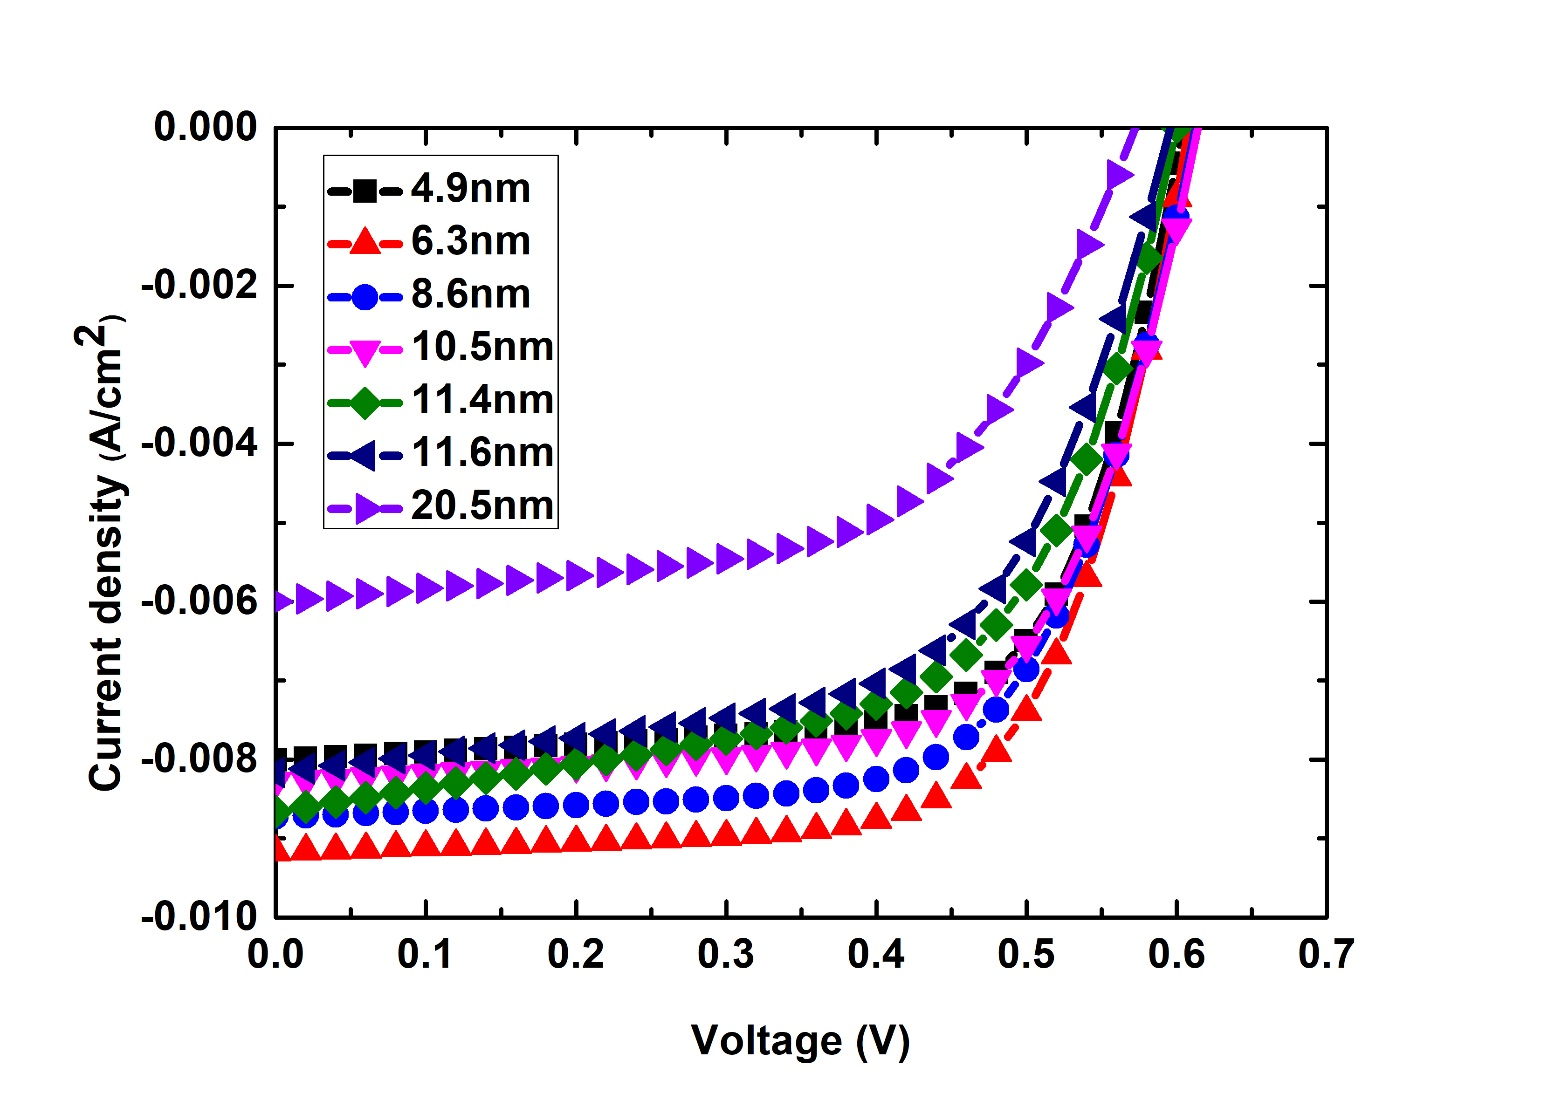 0.000
-0.002
-0.004
-0.006
-0.008
-0.010
Current density (A/cm2)
4.9nm
6.3nm
8.6nm
10.5nm
11.4nm
11.6nm
20.5nm
0.0 0.1 0.2 0.3 0.4 0.5 0.6 0.7
Voltage (V)